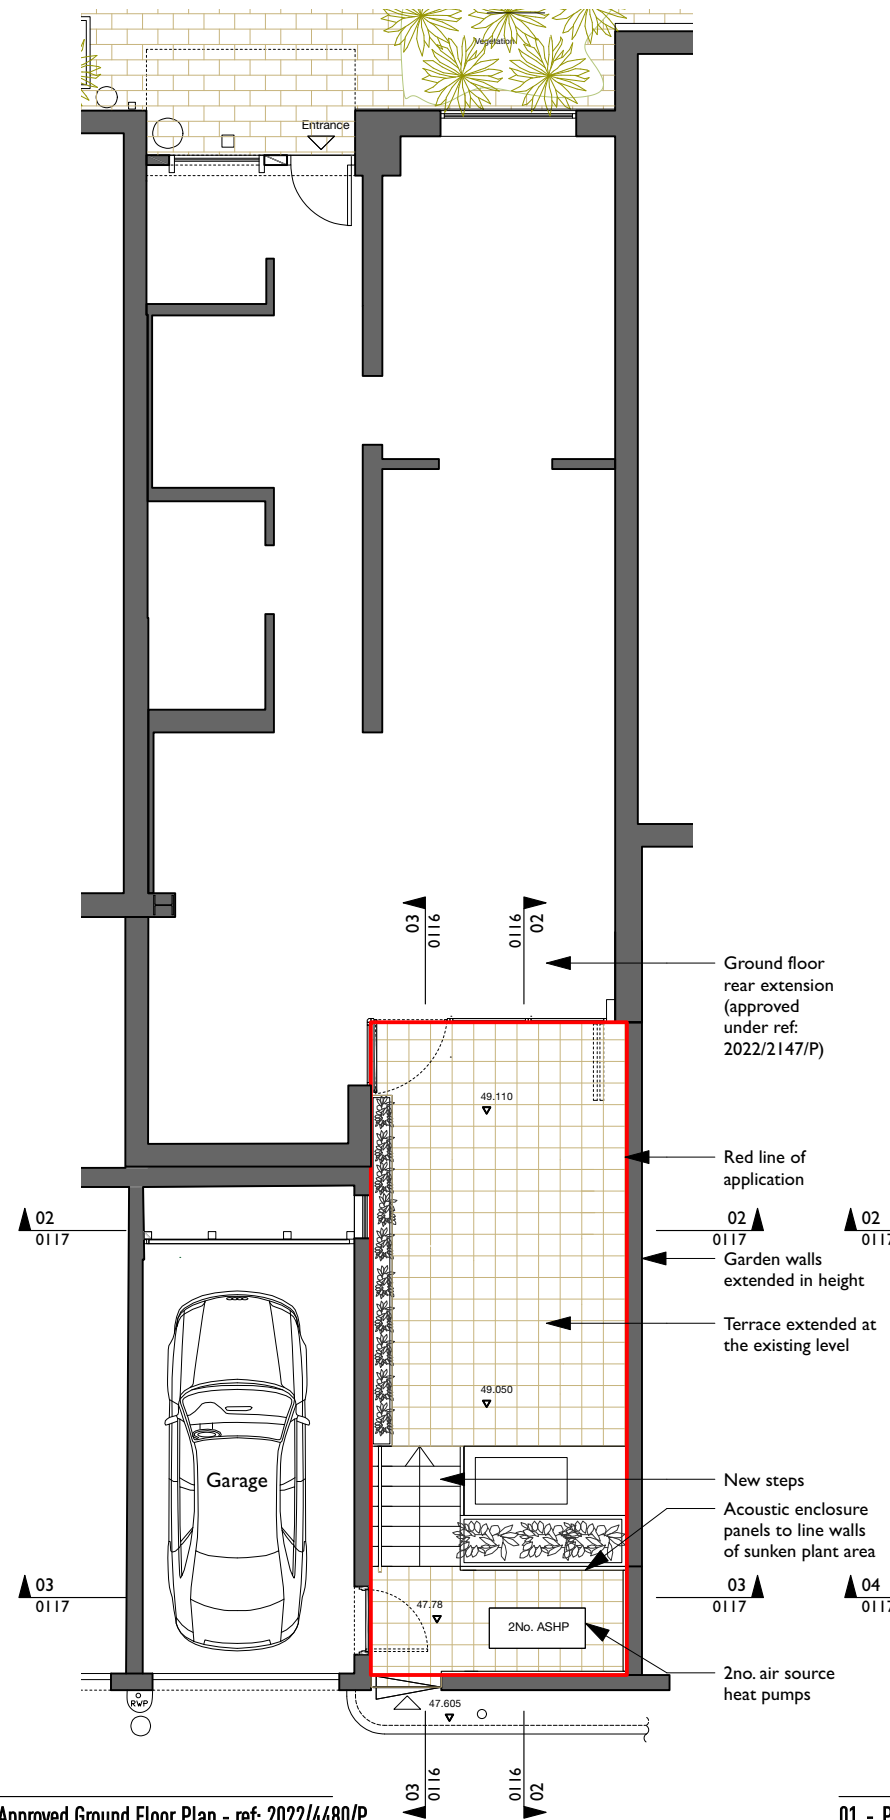 Vegetation
Entrance
03
0116
0116
02
Ground floor
rear extension
(approved
under ref:
2022/2147/P)
49.110
Red line of
application
02
0117
02
0117
02
0117
Garden walls
extended in height
Terrace extended at
the existing level
49.050
Garage
New steps
Acoustic enclosure
panels to line walls
of sunken plant area
03
0117
03
0117
04
0117
47.78
2No. ASHP
2no. air source
heat pumps
RWP
47.605
03
0116
0116
02
Approved Ground Floor Plan - ref: 2022/4480/P
01 - P